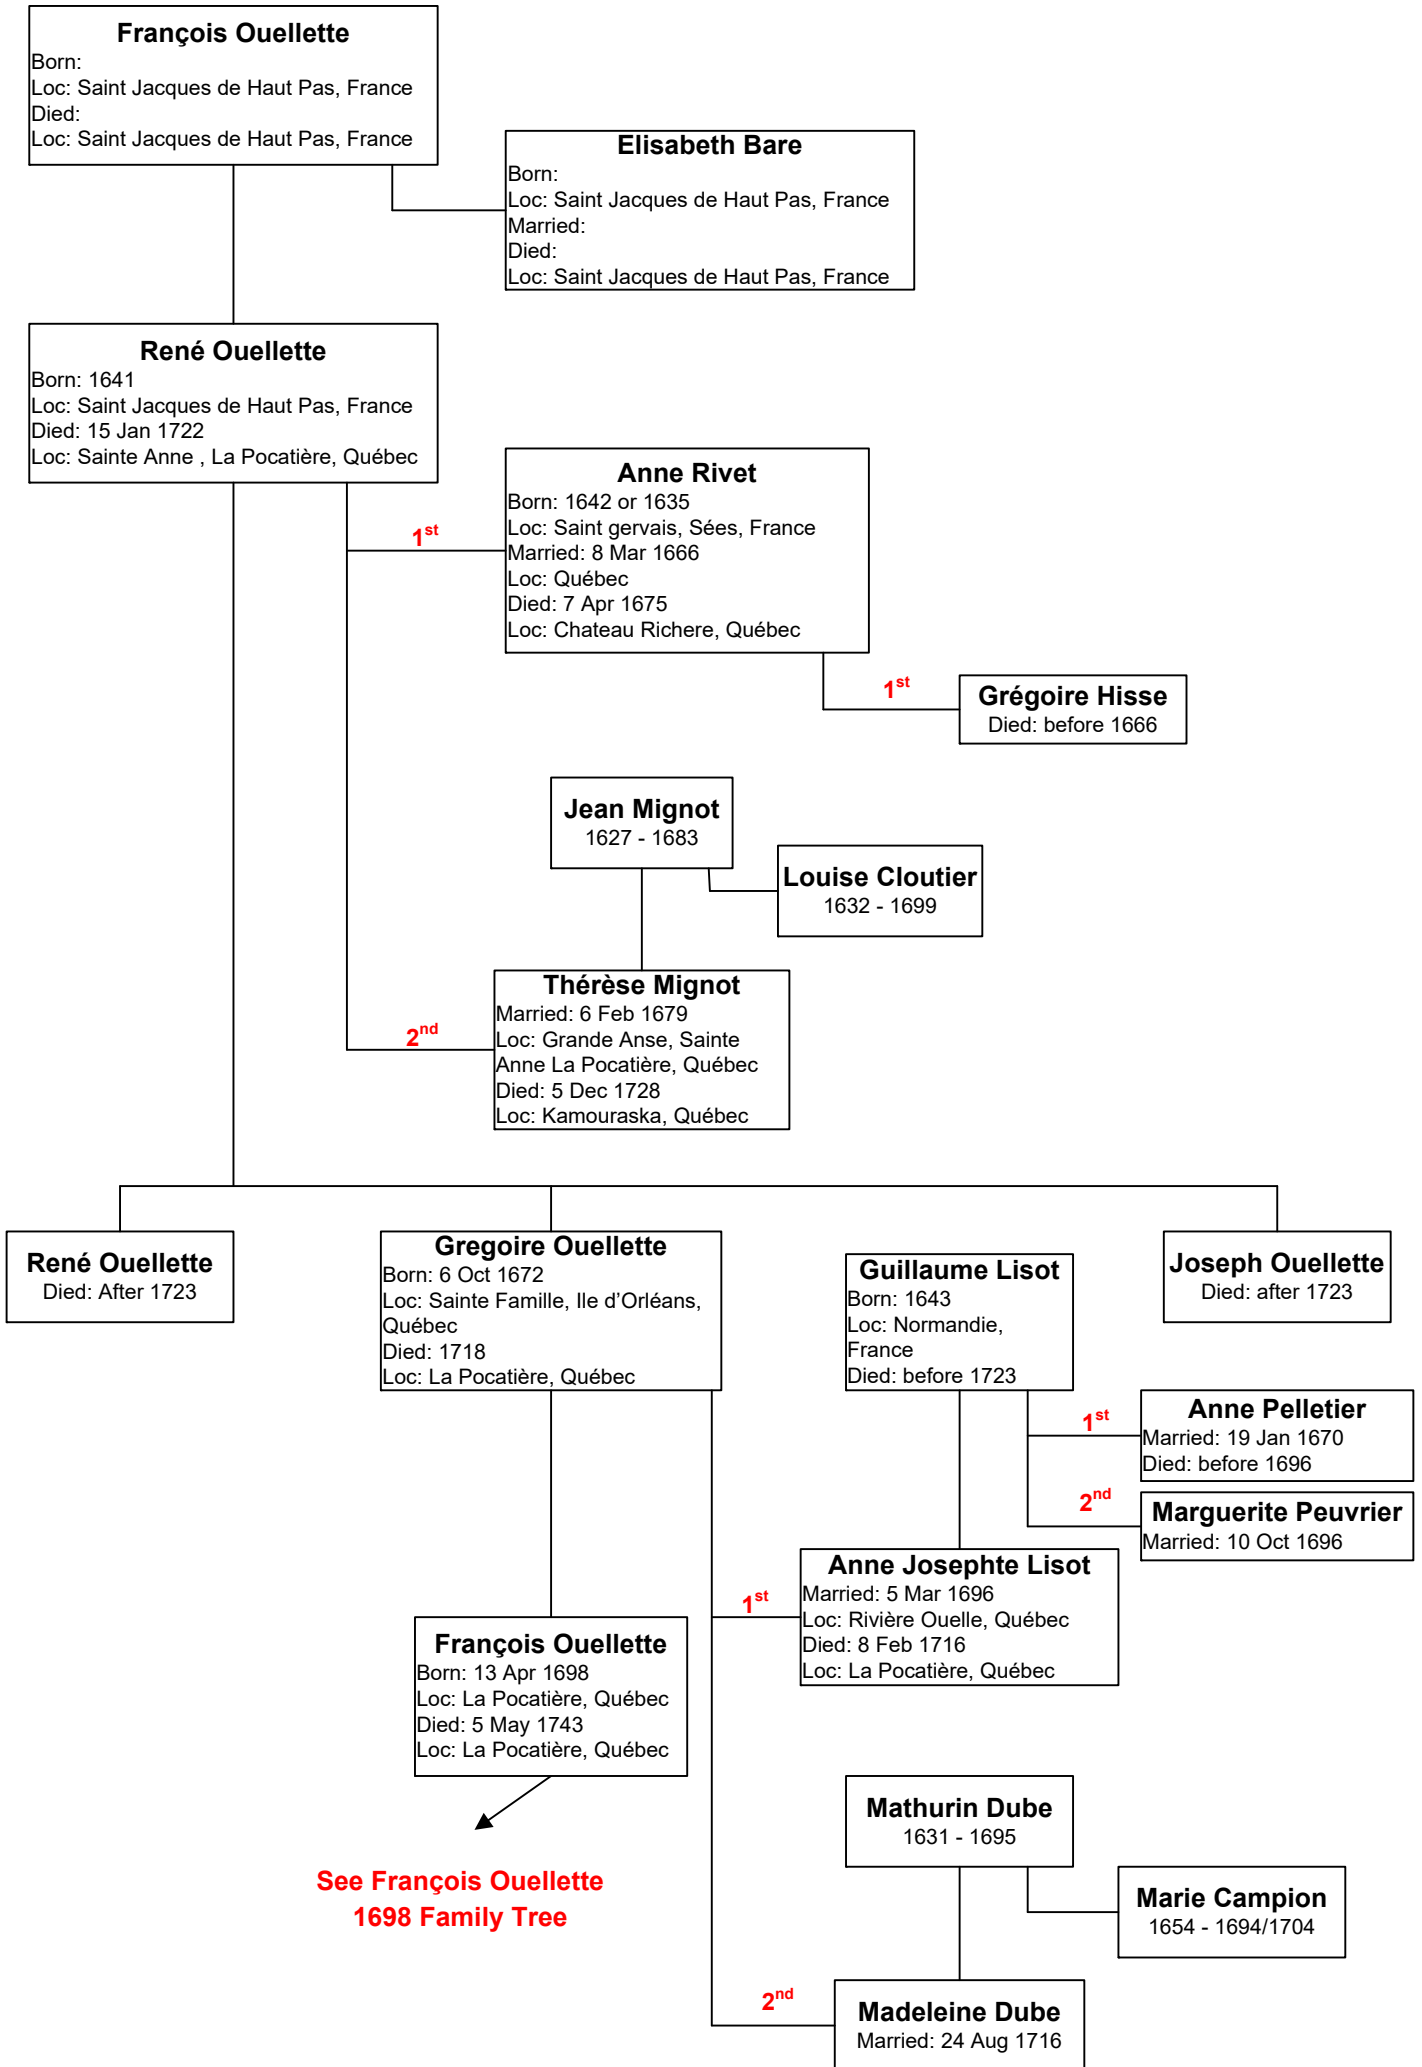 François Ouellette
Born:
Loc: Saint Jacques de Haut Pas, France
Died:
Loc: Saint Jacques de Haut Pas, France
Elisabeth Bare
Born:
Loc: Saint Jacques de Haut Pas, France
Married:
Died:
Loc: Saint Jacques de Haut Pas, France
René Ouellette
Born: 1641
Loc: Saint Jacques de Haut Pas, France
Died: 15 Jan 1722
Loc: Sainte Anne , La Pocatière, Québec
1st
Anne Rivet
Born: 1642 or 1635
Loc: Saint gervais, Sées, France
Married: 8 Mar 1666
Loc: Québec
Died: 7 Apr 1675
Loc: Chateau Richere, Québec
1st
Grégoire Hisse
Died: before 1666
Jean Mignot
1627 - 1683
Louise Cloutier
1632 - 1699
2nd
Thérèse Mignot
Married: 6 Feb 1679
Loc: Grande Anse, Sainte
Anne La Pocatière, Québec
Died: 5 Dec 1728
Loc: Kamouraska, Québec
René Ouellette
Died: After 1723
Gregoire Ouellette
Born: 6 Oct 1672
Loc: Sainte Famille, Ile d'Orléans,
Québec
Died: 1718
Loc: La Pocatière, Québec
Guillaume Lisot
Born: 1643
Loc: Normandie,
France
Died: before 1723
Joseph Ouellette
Died: after 1723
1st
Anne Pelletier
Married: 19 Jan 1670
Died: before 1696
2nd
Marguerite Peuvrier
Married: 10 Oct 1696
1st
Anne Josephte Lisot
Married: 5 Mar 1696
Loc: Rivière Ouelle, Québec
Died: 8 Feb 1716
Loc: La Pocatière, Québec
François Ouellette
Born: 13 Apr 1698
Loc: La Pocatière, Québec
Died: 5 May 1743
Loc: La Pocatière, Québec
See François Ouellette
1698 Family Tree
Mathurin Dube
1631 - 1695
Marie Campion
1654 - 1694/1704
2nd
Madeleine Dube
Married: 24 Aug 1716